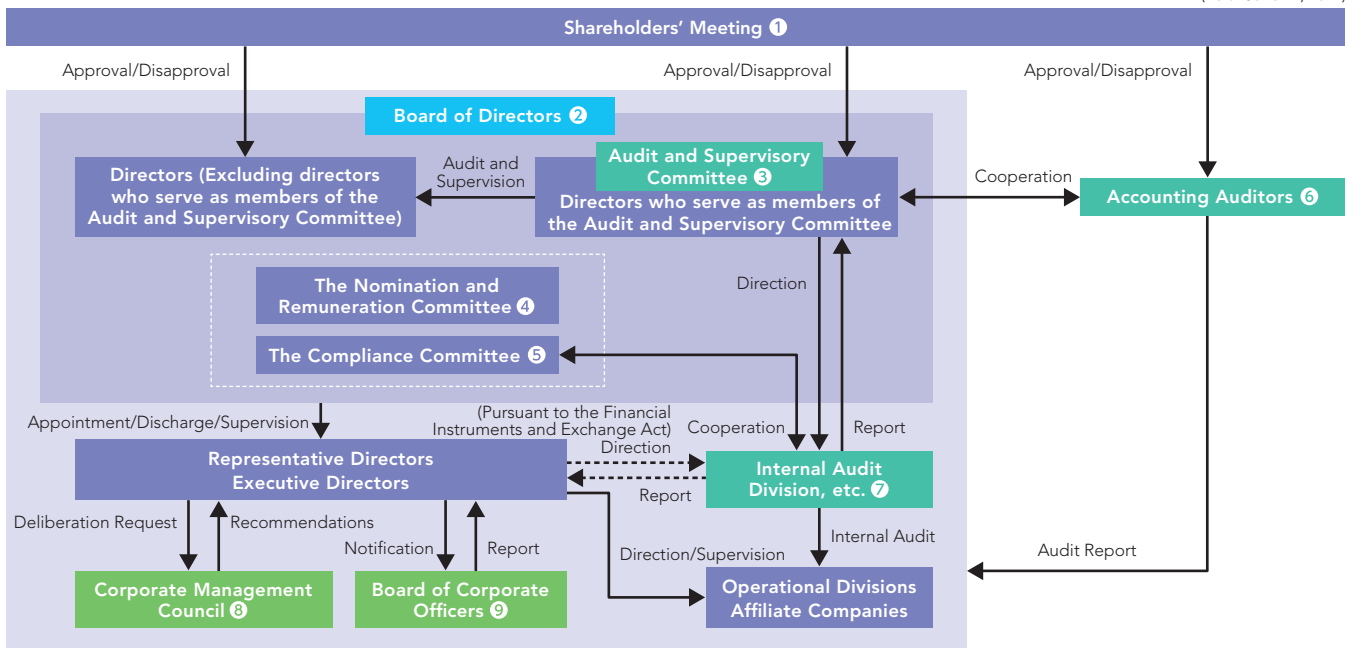 Shareholders’ Meeting ❶
Approval/Disapproval
Approval/Disapproval
Approval/Disapproval
Board of Directors ❷
Directors (Excluding directors
who serve as members of the
Audit and Supervisory Committee)
Audit and
Supervision
Audit and Supervisory
Committee ❸
Directors who serve as members of
the Audit and Supervisory Committee
Cooperation
Accounting Auditors ❻
The Nomination and
Remuneration Committee ❹
Direction
The Compliance Committee ❺
Appointment/Discharge/Supervision
(Pursuant to the Financial
Instruments and Exchange Act)
Direction
Cooperation
Report
Representative Directors
Executive Directors
Internal Audit
Division, etc. ❼
Report
Deliberation Request
Recommendations
Notification
Report
Direction/Supervision
Internal Audit
Audit Report
Corporate Management
Council ❽
Board of Corporate
Officers ❾
Operational Divisions
Affiliate Companies